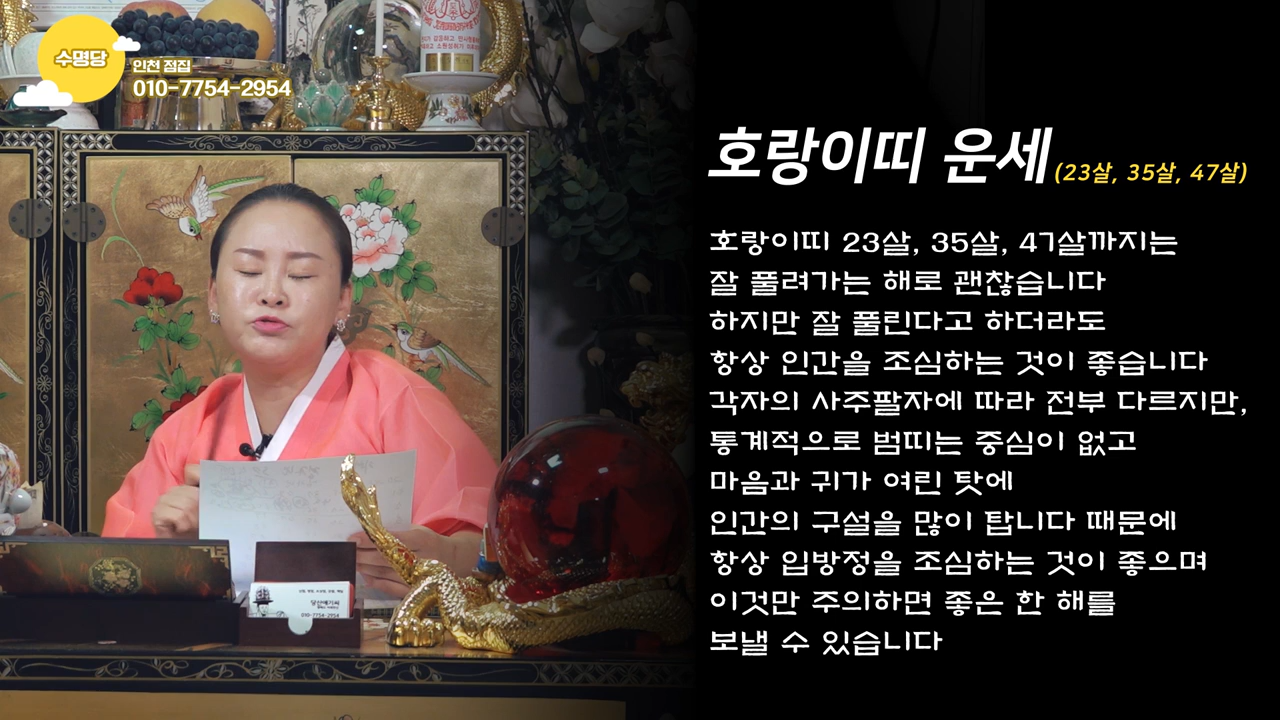 수명당
인천 점집
010-7754-2954
호랑이띠 운세 (23살, 35살, 47살)
호랑이띠 23살, 35살, 47살까지는
잘 풀려가는 해로 괜찮습니다
하지만 잘 풀린다고 하더라도
항상 인간을 조심하는 것이 좋습니다
각자의 사주팔자에 따라 전부 다르지만,
통계적으로 범띠는 중심이 없고
마음과 귀가 여린 탓에
인간의 구설을 많이 탑니다 때문에
항상 입방정을 조심하는 것이 좋으며
이것만 주의하면 좋은 한 해를
보낼 수 있습니다
당산애기씨
010-7754-2954